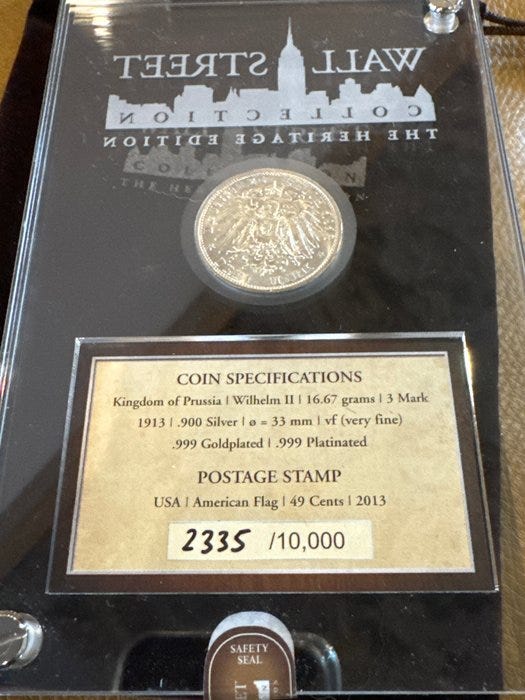 WALL STREET
COLLECTION
THE HERITAGE EDITION
COIN SPECIFICATIONS
Kingdom of Prussia | Wilhelm II | 16.67 grams | 3 Mark
1913 | .900 Silver | ø = 33 mm | vf (very fine)
.999 Goldplated | .999 Platinated
POSTAGE STAMP
USA | American Flag | 49 Cents | 2013
2335 /10,000
SAFETY
SEAL